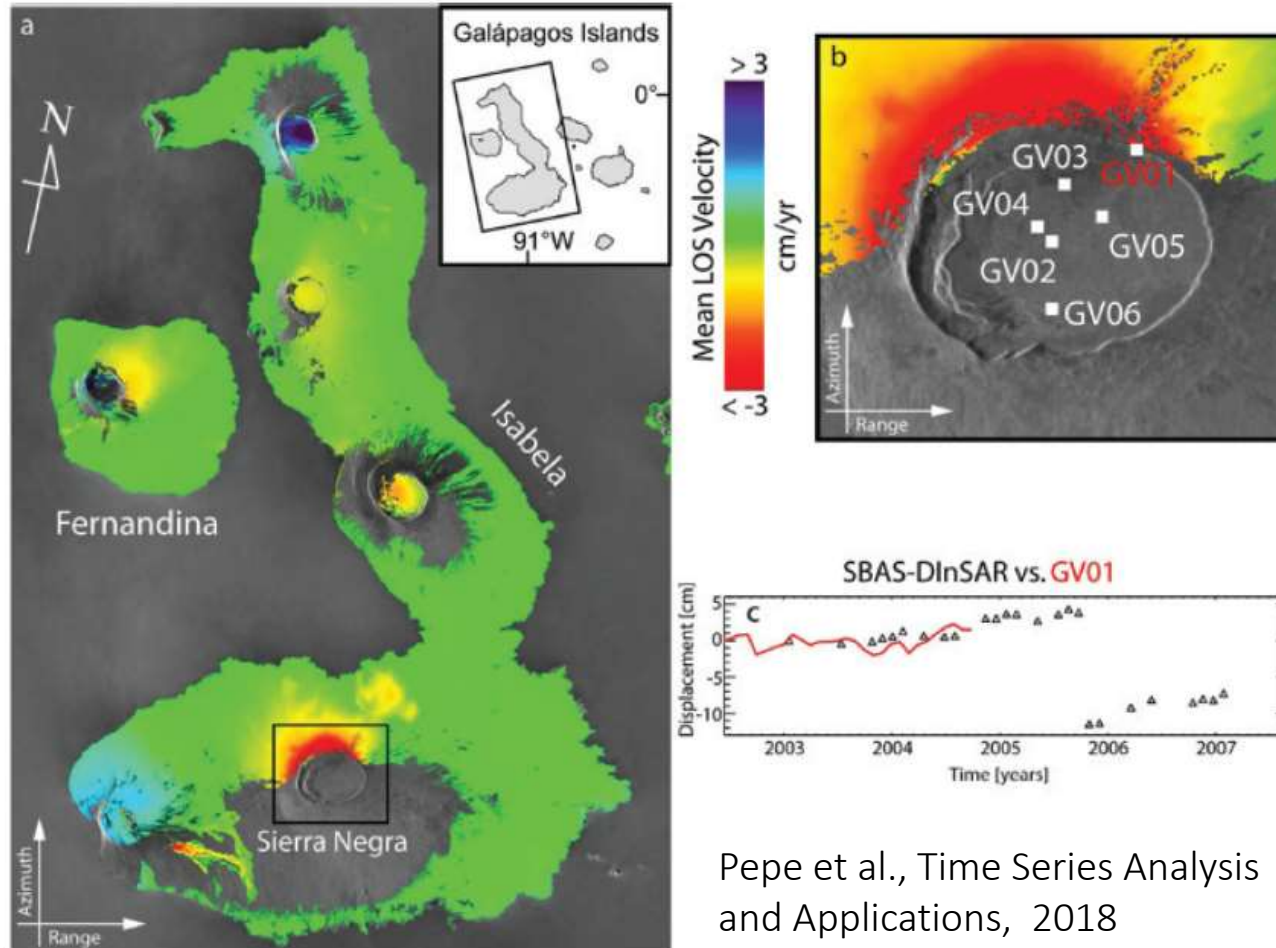 a
Galápagos Islands
0°
91°W
N
Fernandina
Isabela
Sierra Negra
Azimuth
Range
> 3
Mean LOS Velocity
cm/yr
< -3
b
GV03
GV01
GV04
GV05
GV02
GV06
Azimuth
Range
SBAS-DInSAR vs. GV01
c
Displacement [cm]
5
0
-5
-10
2003 2004 2005 2006 2007
Time [years]
Pepe et al., Time Series Analysis
and Applications, 2018